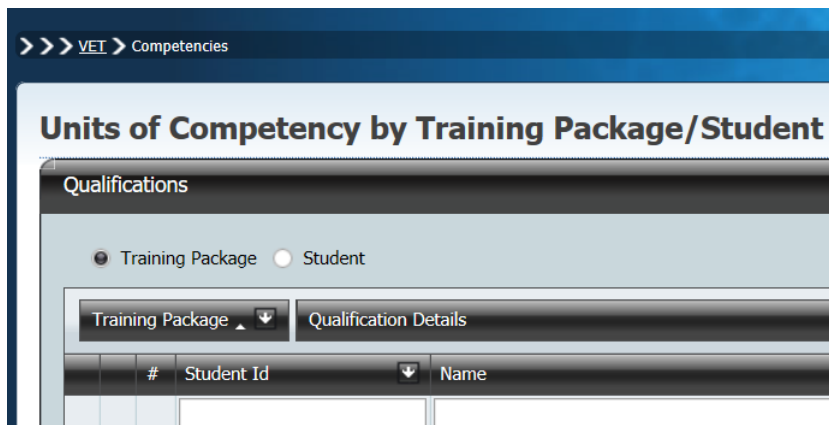 VET Competencies
Units of Competency by Training Package/Student
Qualifications
Training Package Student
Training Package Qualification Details
# Student Id Name